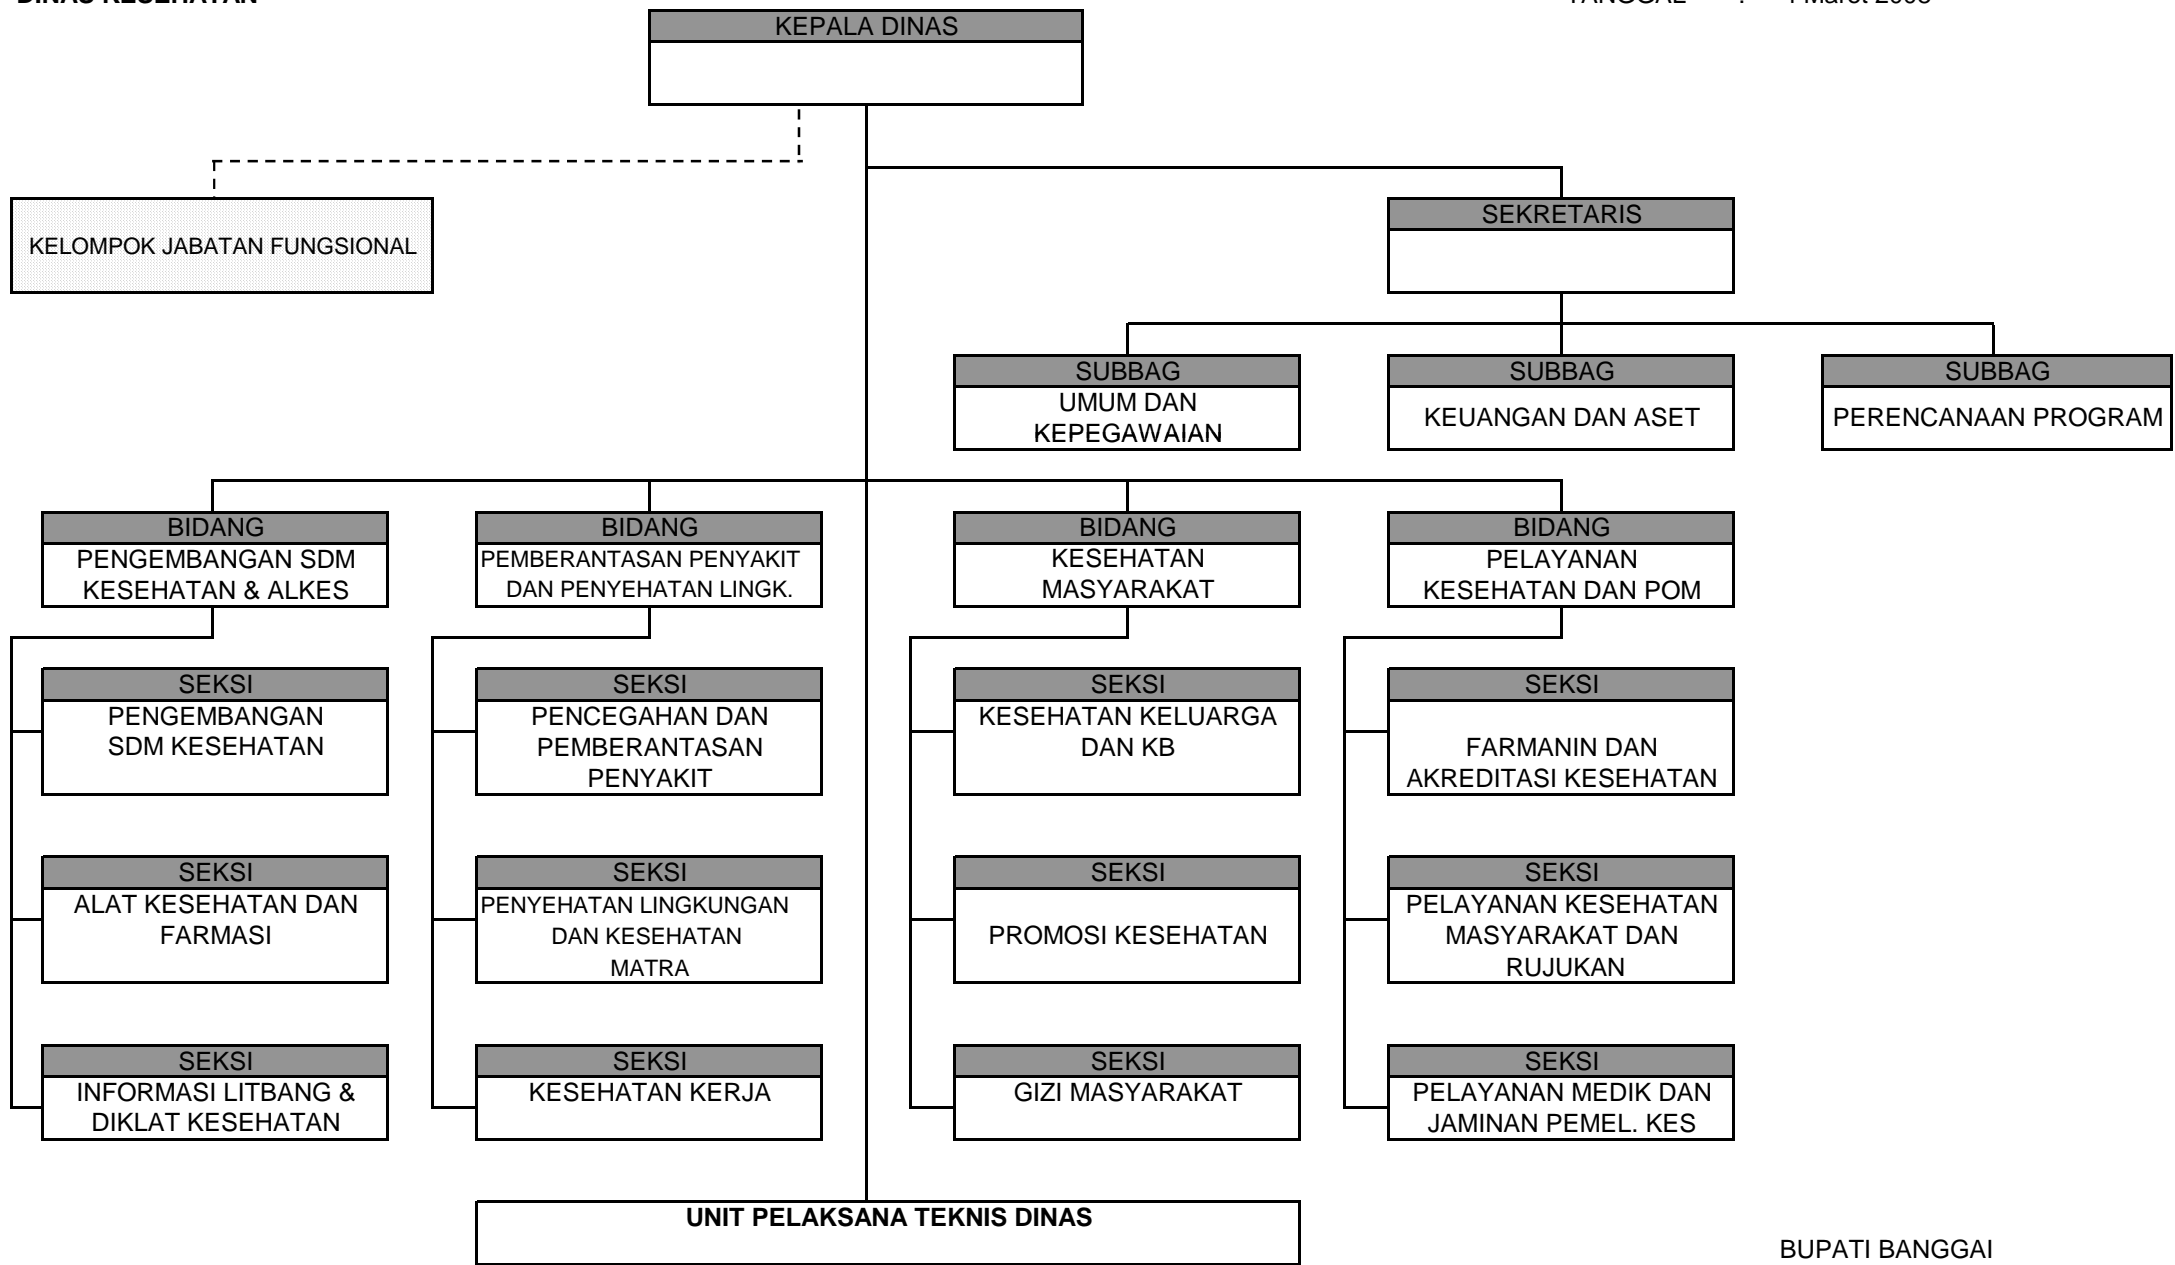 DINAS KESEHATAN
TANGGAL : Maret 2008
KEPALA DINAS
KELOMPOK JABATAN FUNGSIONAL
SEKRETARIS
SUBBAG
UMUM DAN
KEPEGAWAIAN
SUBBAG
KEUANGAN DAN ASET
SUBBAG
PERENCANAAN PROGRAM
BIDANG
PENGEMBANGAN SDM
KESEHATAN & ALKES
BIDANG
PEMBERANTASAN PENYAKIT
DAN PENYEHATAN LINGK.
BIDANG
KESEHATAN
MASYARAKAT
BIDANG
PELAYANAN
KESEHATAN DAN POM
SEKSI
PENGEMBANGAN
SDM KESEHATAN
SEKSI
PENCEGAHAN DAN
PEMBERANTASAN
PENYAKIT
SEKSI
KESEHATAN KELUARGA
DAN KB
SEKSI
FARMANIN DAN
AKREDITASI KESEHATAN
SEKSI
ALAT KESEHATAN DAN
FARMASI
SEKSI
PENYEHATAN LINGKUNGAN
DAN KESEHATAN
MATRA
SEKSI
PROMOSI KESEHATAN
SEKSI
PELAYANAN KESEHATAN
MASYARAKAT DAN
RUJUKAN
SEKSI
INFORMASI LITBANG &
DIKLAT KESEHATAN
SEKSI
KESEHATAN KERJA
SEKSI
GIZI MASYARAKAT
SEKSI
PELAYANAN MEDIK DAN
JAMINAN PEMEL. KES
UNIT PELAKSANA TEKNIS DINAS
BUPATI BANGGAI